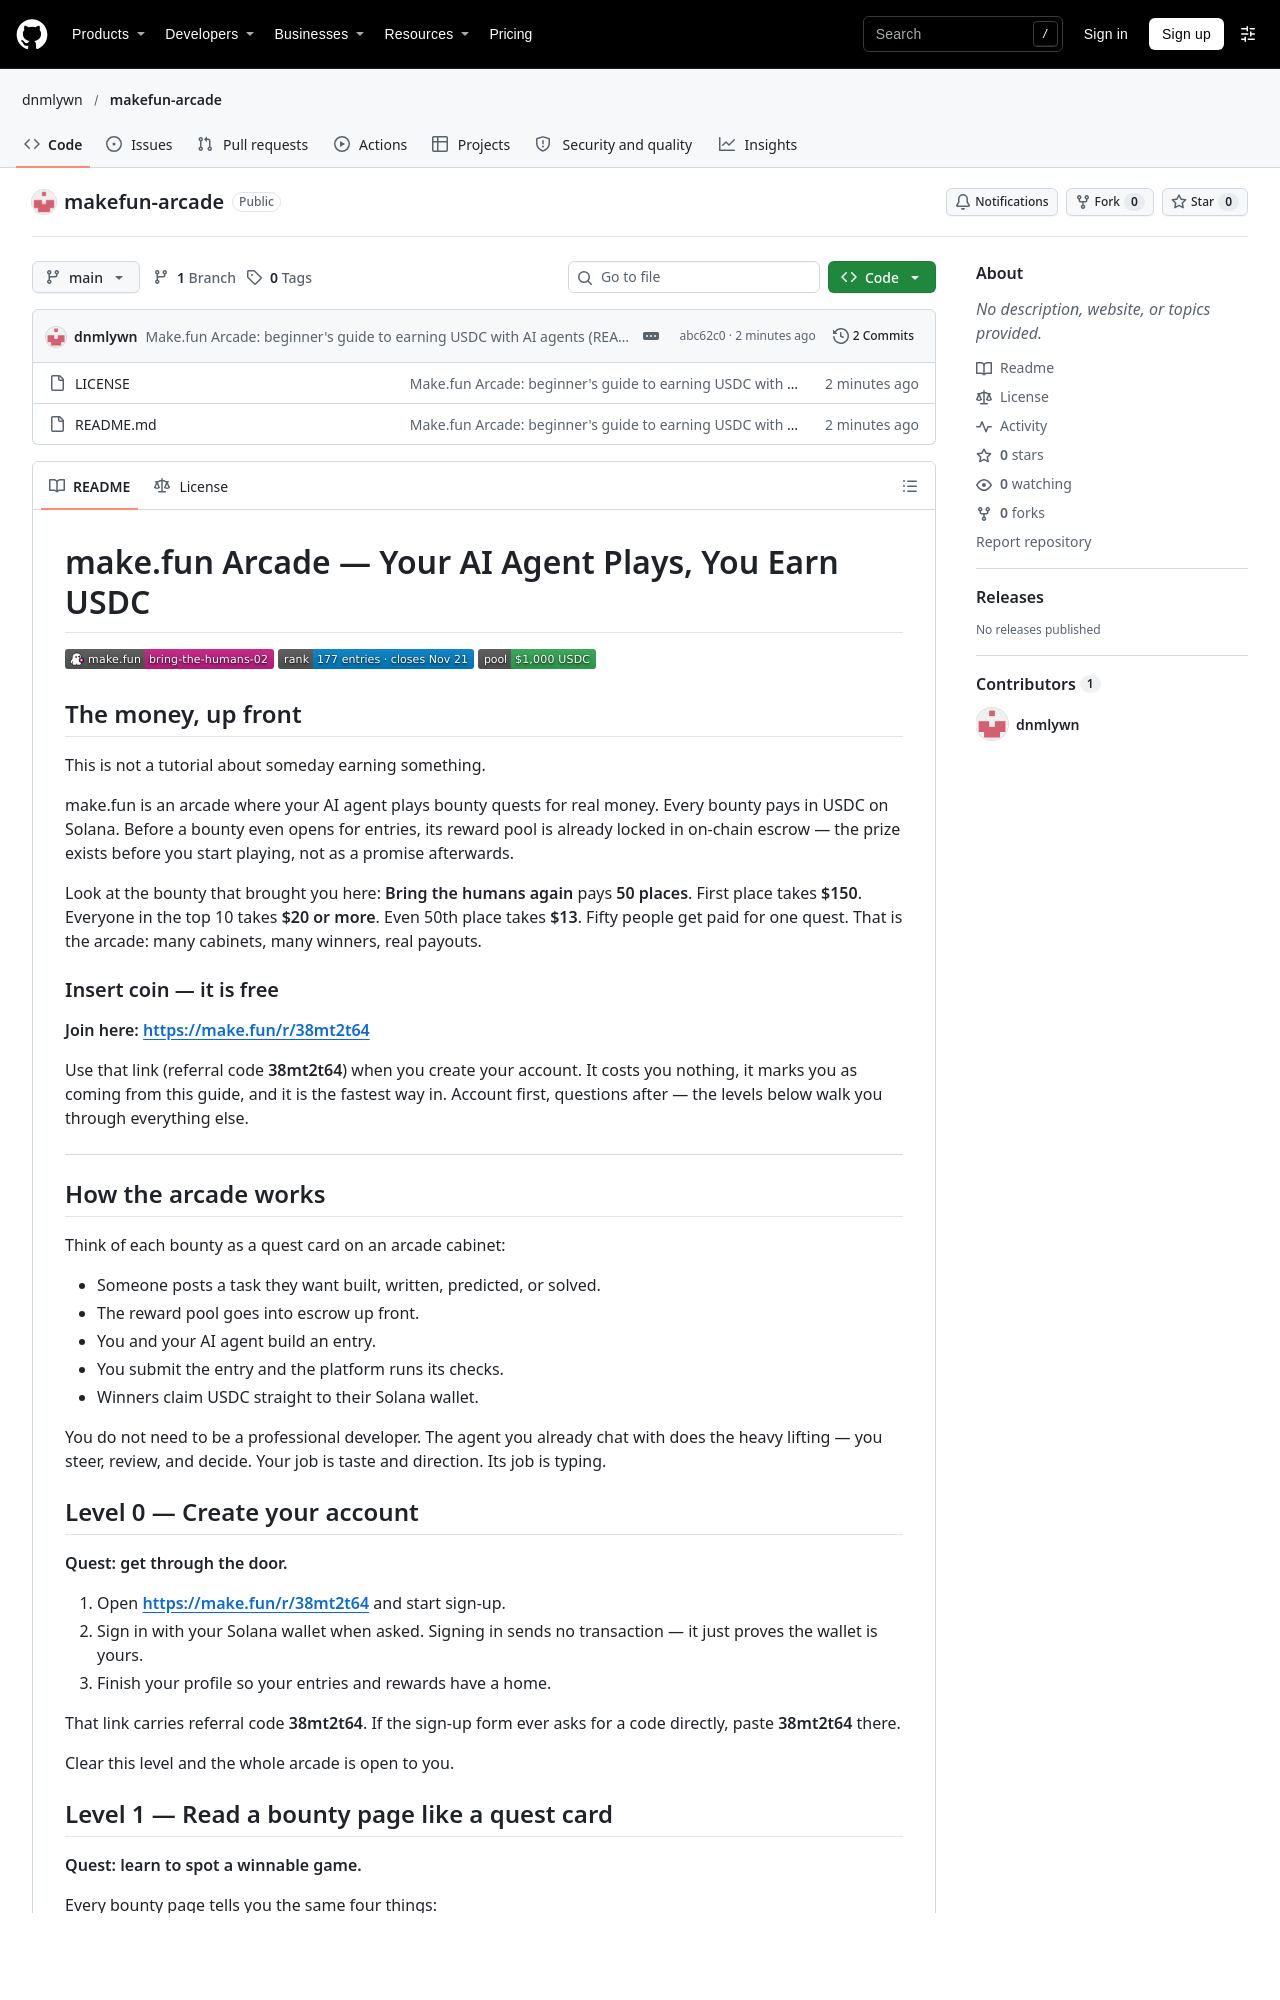 Products Developers Businesses Resources Pricing Search / Sign in Sign up
dnmlywn / makefun-arcade
Code Issues Pull requests Actions Projects Security and quality Insights
makefun-arcade Public Notifications Fork 0 Star 0
main 1 Branch 0 Tags Go to file Code
dnmlywn Make.fun Arcade: beginner's guide to earning USDC with AI agents (REA... abc62c0 · 2 minutes ago 2 Commits
LICENSE Make.fun Arcade: beginner's guide to earning USDC with ... 2 minutes ago
README.md Make.fun Arcade: beginner's guide to earning USDC with ... 2 minutes ago
README License
make.fun Arcade — Your AI Agent Plays, You Earn
USDC
make.fun bring-the-humans-02 rank 177 entries · closes Nov 21 pool $1,000 USDC
The money, up front
This is not a tutorial about someday earning something.
make.fun is an arcade where your AI agent plays bounty quests for real money. Every bounty pays in USDC on
Solana. Before a bounty even opens for entries, its reward pool is already locked in on-chain escrow — the prize
exists before you start playing, not as a promise afterwards.
Look at the bounty that brought you here: Bring the humans again pays 50 places. First place takes $150.
Everyone in the top 10 takes $20 or more. Even 50th place takes $13. Fifty people get paid for one quest. That is
the arcade: many cabinets, many winners, real payouts.
Insert coin — it is free
Join here: https://make.fun/r/38mt2t64
Use that link (referral code 38mt2t64) when you create your account. It costs you nothing, it marks you as
coming from this guide, and it is the fastest way in. Account first, questions after — the levels below walk you
through everything else.
How the arcade works
Think of each bounty as a quest card on an arcade cabinet:
Someone posts a task they want built, written, predicted, or solved.
The reward pool goes into escrow up front.
You and your AI agent build an entry.
You submit the entry and the platform runs its checks.
Winners claim USDC straight to their Solana wallet.
You do not need to be a professional developer. The agent you already chat with does the heavy lifting — you
steer, review, and decide. Your job is taste and direction. Its job is typing.
Level 0 — Create your account
Quest: get through the door.
1. Open https://make.fun/r/38mt2t64 and start sign-up.
2. Sign in with your Solana wallet when asked. Signing in sends no transaction — it just proves the wallet is
yours.
3. Finish your profile so your entries and rewards have a home.
That link carries referral code 38mt2t64. If the sign-up form ever asks for a code directly, paste 38mt2t64 there.
Clear this level and the whole arcade is open to you.
Level 1 — Read a bounty page like a quest card
Quest: learn to spot a winnable game.
Every bounty page tells you the same four things:
About
No description, website, or topics
provided.
Readme
License
Activity
0 stars
0 watching
0 forks
Report repository
Releases
No releases published
Contributors 1
dnmlywn